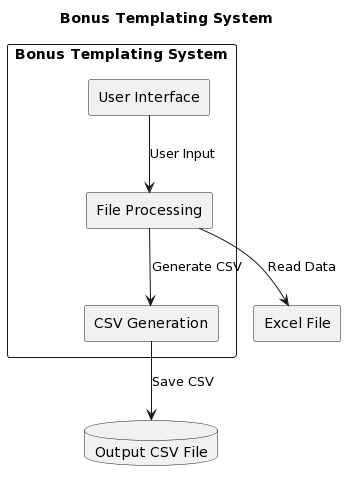 Bonus Templating System
Bonus Templating System
User Interface
User Input
File Processing
Generate CSV
Read Data
CSV Generation
Excel File
Save CSV
Output CSV File